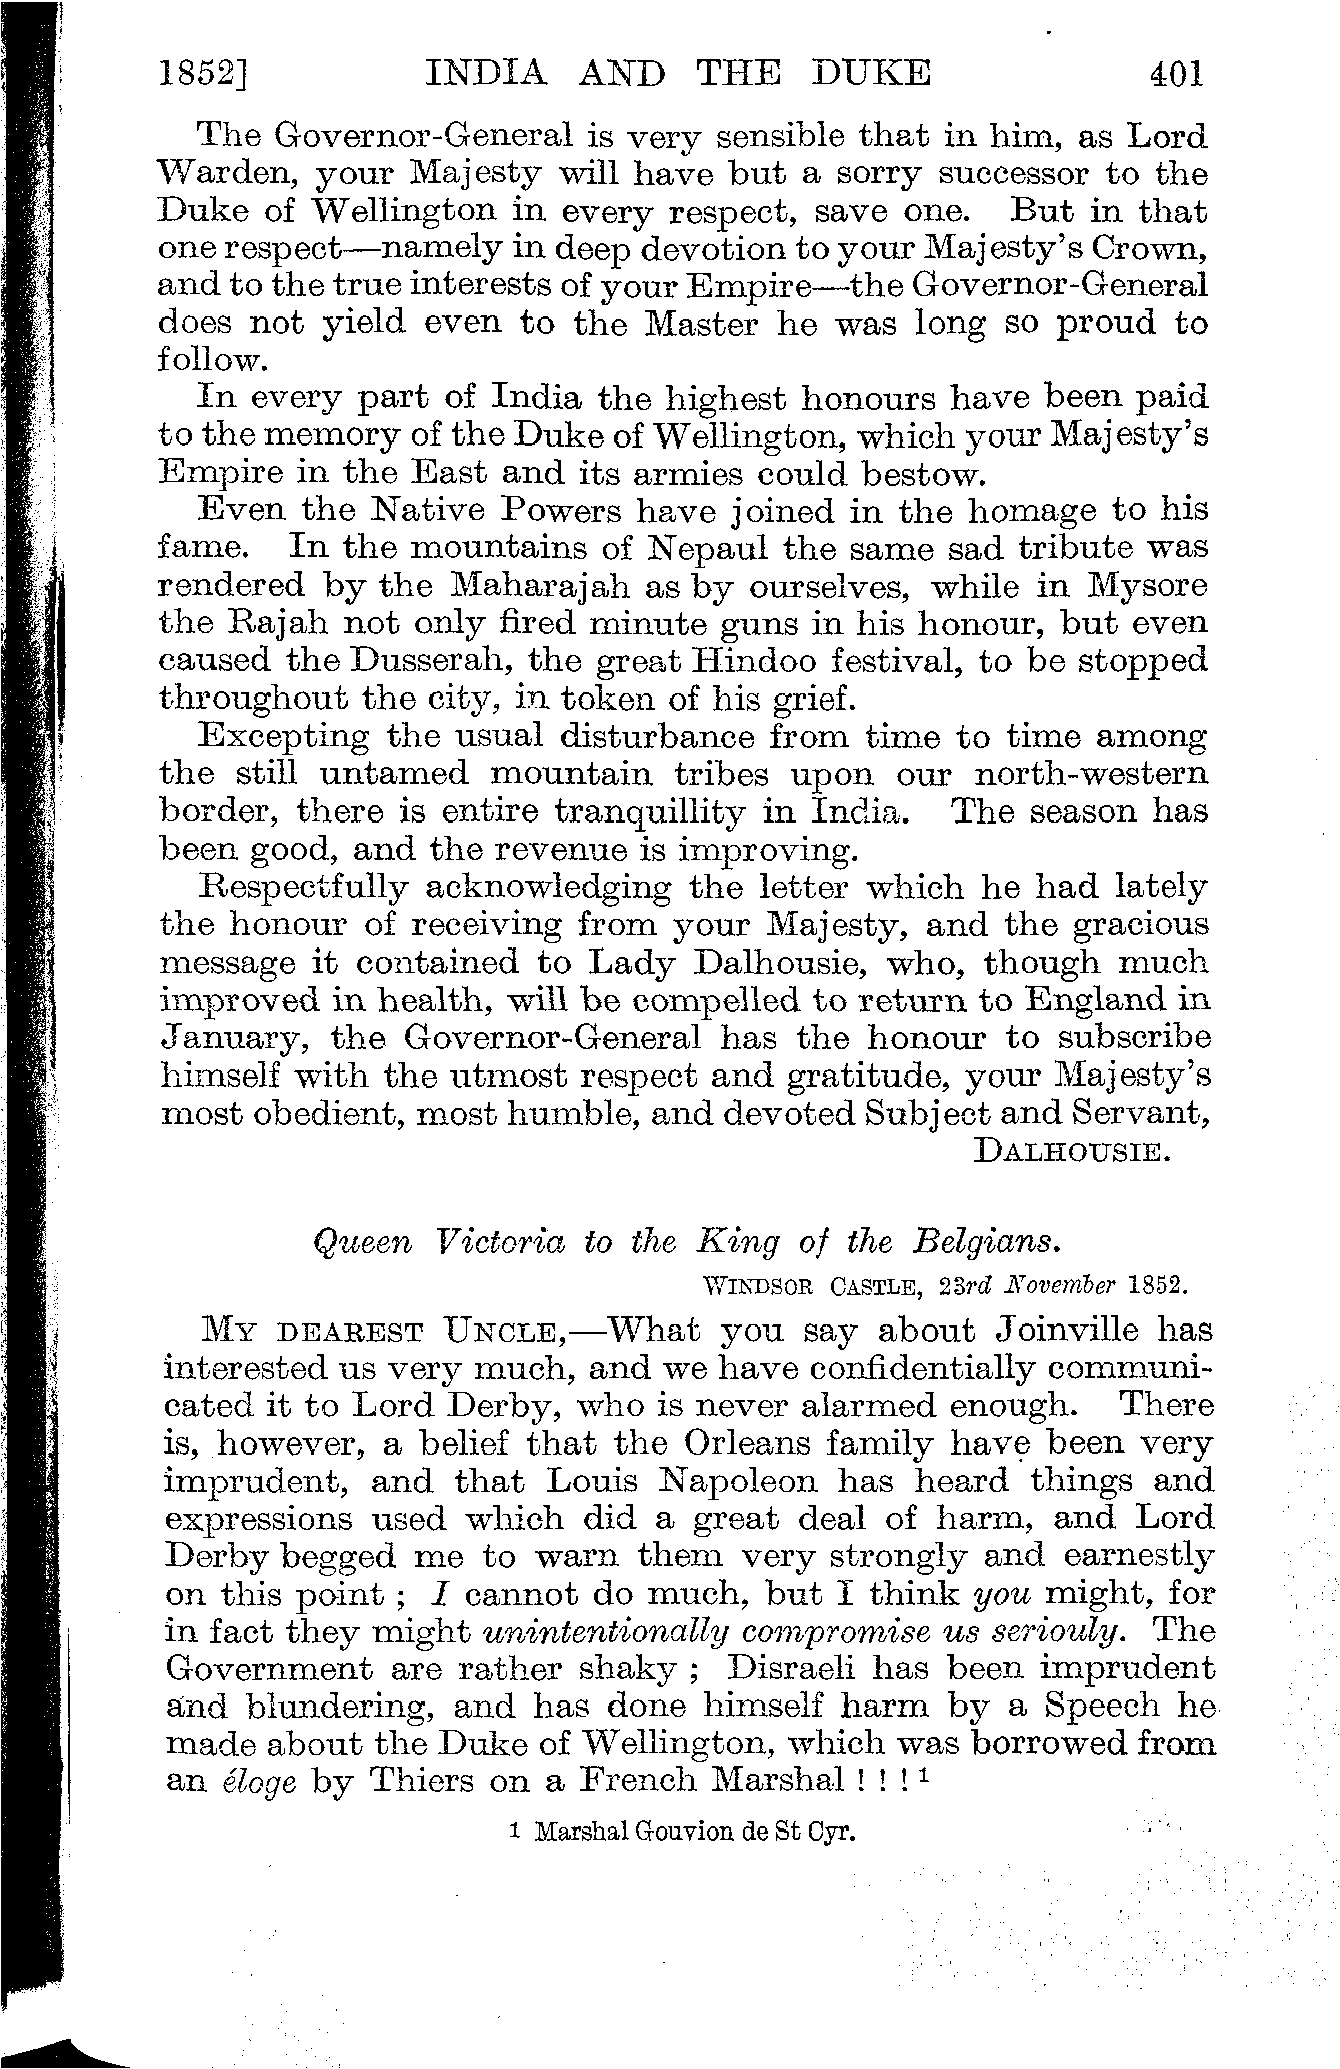 1852] INDIA AND THE DUKE 401
The Governor-General is very sensible that in him, as Lord
Warden, your Majesty will have but a sorry successor to the
Duke of Wellington in every respect, save one. But in that
one respect—namely in deep devotion to your Majesty's Crown,
and to the true interests of your Empire—the Governor-General
does not yield even to the Master he was long so proud to
follow.
In every part of India the highest honours have been paid
to the memory of the Duke of Wellington, which your Majesty's
Empire in the East and its armies could bestow.
Even the Native Powers have joined in the homage to his
fame. In the mountains of Nepaul the same sad tribute was
rendered by the Maharajah as by ourselves, while in Mysore
the Rajah not only fired minute guns in his honour, but even
caused the Dusserah, the great Hindoo festival, to be stopped
throughout the city, in token of his grief.
Excepting the usual disturbance from time to time among
the still untamed mountain tribes upon our north-western
border, there is entire tranquillity in India. The season has
been good, and the revenue is improving.
Respectfully acknowledging the letter which he had lately
the honour of receiving from your Majesty, and the gracious
message it contained to Lady Dalhousie, who, though much
improved in health, will be compelled to return to England in
January, the Governor-General has the honour to subscribe
himself with the utmost respect and gratitude, your Majesty's
most obedient, most humble, and devoted Subject and Servant,
DALHOUSIE.
Queen Victoria to the King of the Belgians.
WINDSOR CASTLE, 23rd November 1852.
MY DEAREST UNCLE,—What you say about Joinville has
interested us very much, and we have confidentially communi-
cated it to Lord Derby, who is never alarmed enough. There
is, however, a belief that the Orleans family have been very
imprudent, and that Louis Napoleon has heard things and
expressions used which did a great deal of harm, and Lord
Derby begged me to warn them very strongly and earnestly
on this point ; I cannot do much, but I think you might, for
in fact they might unintentionally compromise us seriouly. The
Government are rather shaky ; Disraeli has been imprudent
and blundering, and has done himself harm by a Speech he
made about the Duke of Wellington, which was borrowed from
an éloge by Thiers on a French Marshal ! ! ! 1
1 Marshal Gouvion de St Cyr.